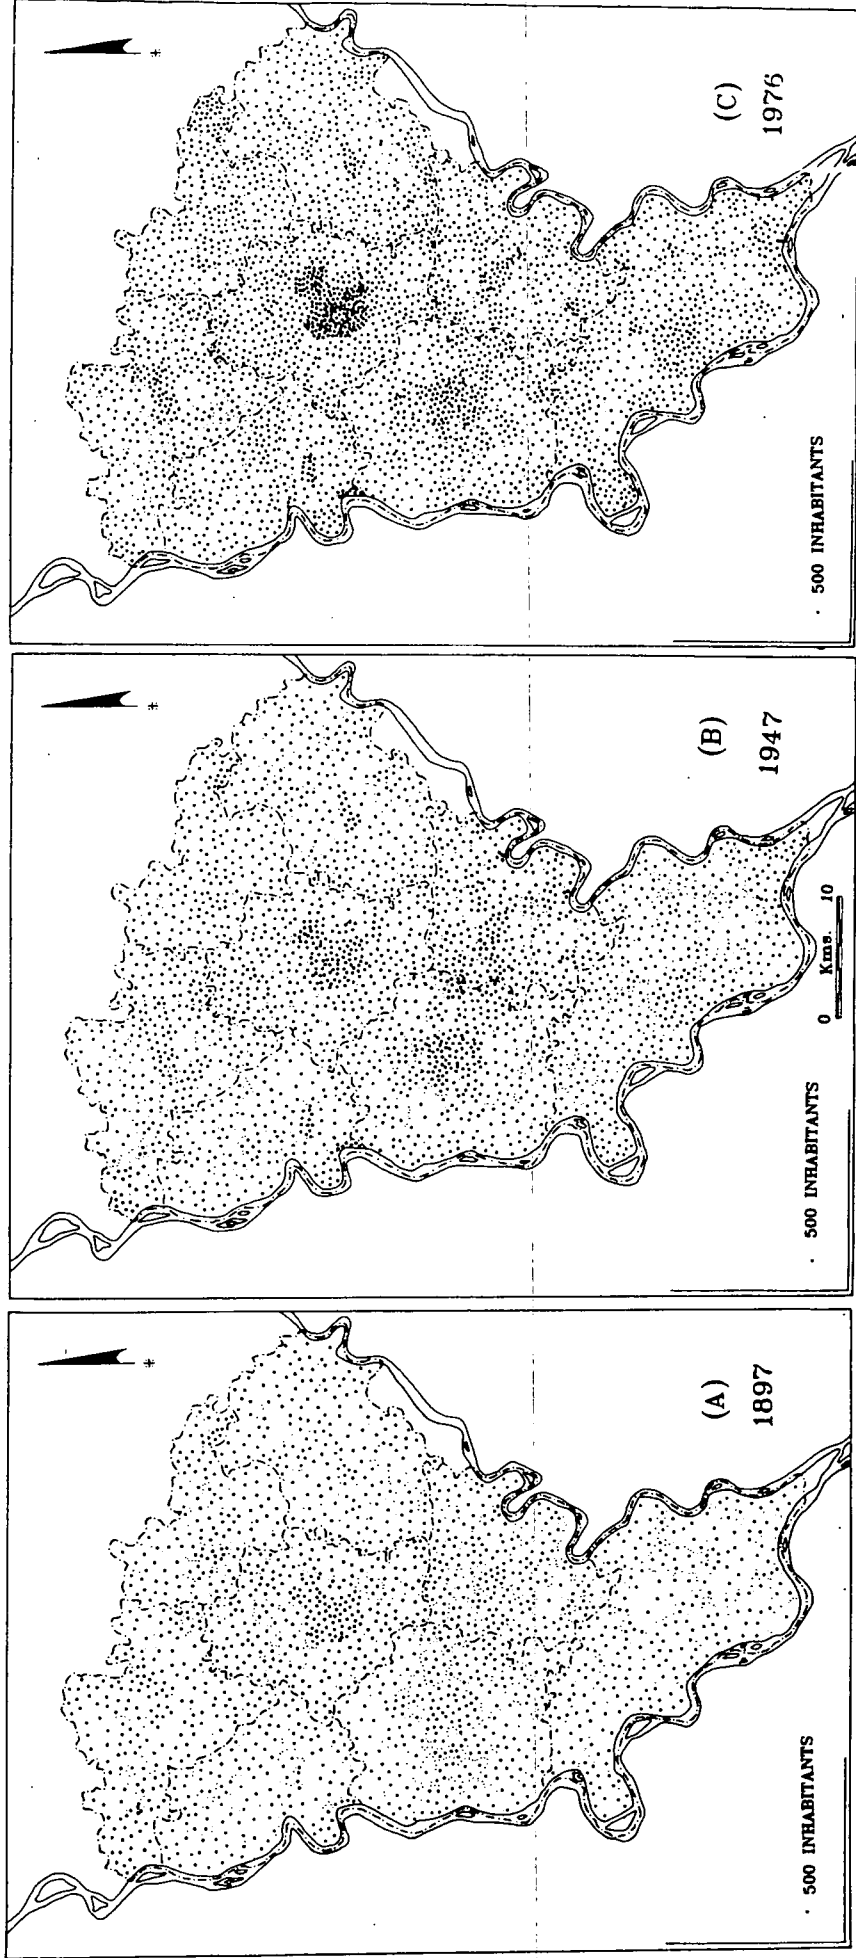 (A)
1897
. 500 INHABITANTS
(B)
1947
0 Kms. 10
. 500 INHABITANTS
(C)
1976
. 500 INHABITANTS